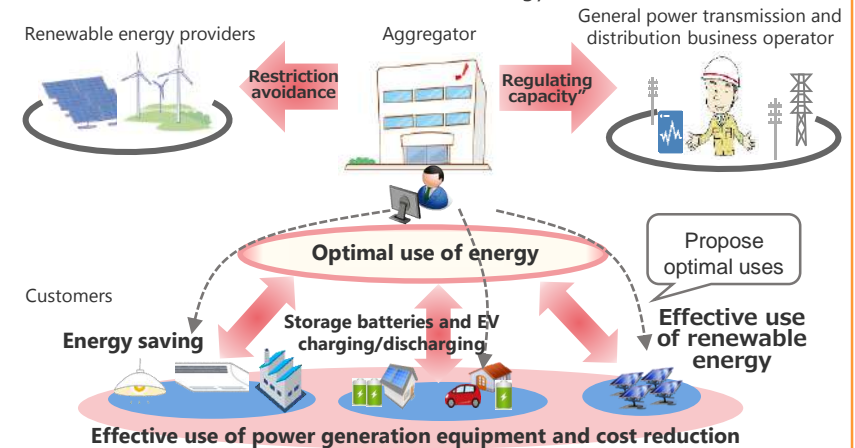 Renewable energy providers
Aggregator
General power transmission and
distribution business operator
Restriction
avoidance
Regulating
capacity”
Optimal use of energy
Propose
optimal uses
Customers
Energy saving
Storage batteries and EV
charging/discharging
Effective use
of renewable
energy
Effective use of power generation equipment and cost reduction